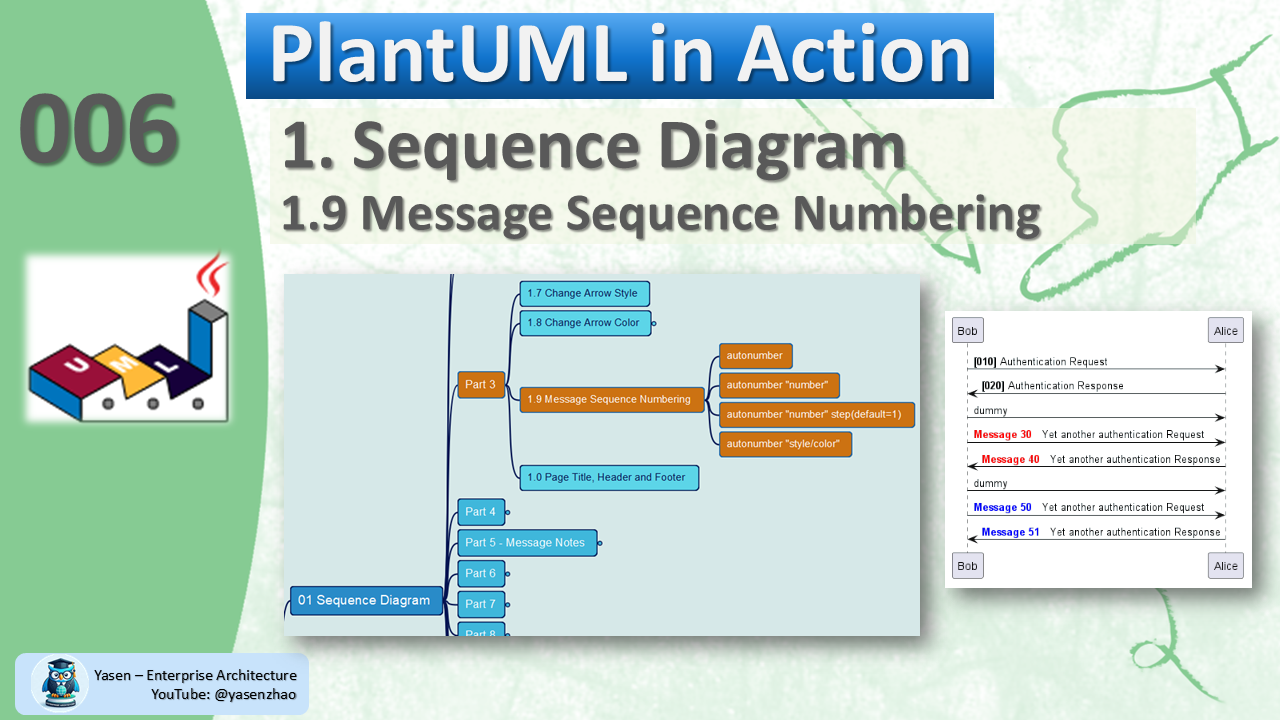 PlantUML in Action
006
1. Sequence Diagram
1.9 Message Sequence Numbering
UML
1.7 Change Arrow Style
1.8 Change Arrow Color
autonumber
autonumber "number"
Part 3
1.9 Message Sequence Numbering
autonumber "number" step(default=1)
autonumber "style/color"
1.0 Page Title, Header and Footer
Part 4
Part 5 - Message Notes
Part 6
01 Sequence Diagram
Part 7
Part 8
Bob Alice
[010] Authentication Request
[020] Authentication Response
dummy
Message 30 Yet another authentication Request
Message 40 Yet another authentication Response
dummy
Message 50 Yet another authentication Request
Message 51 Yet another authentication Response
Bob Alice
Yasen – Enterprise Architecture
YouTube: @yasenzhao